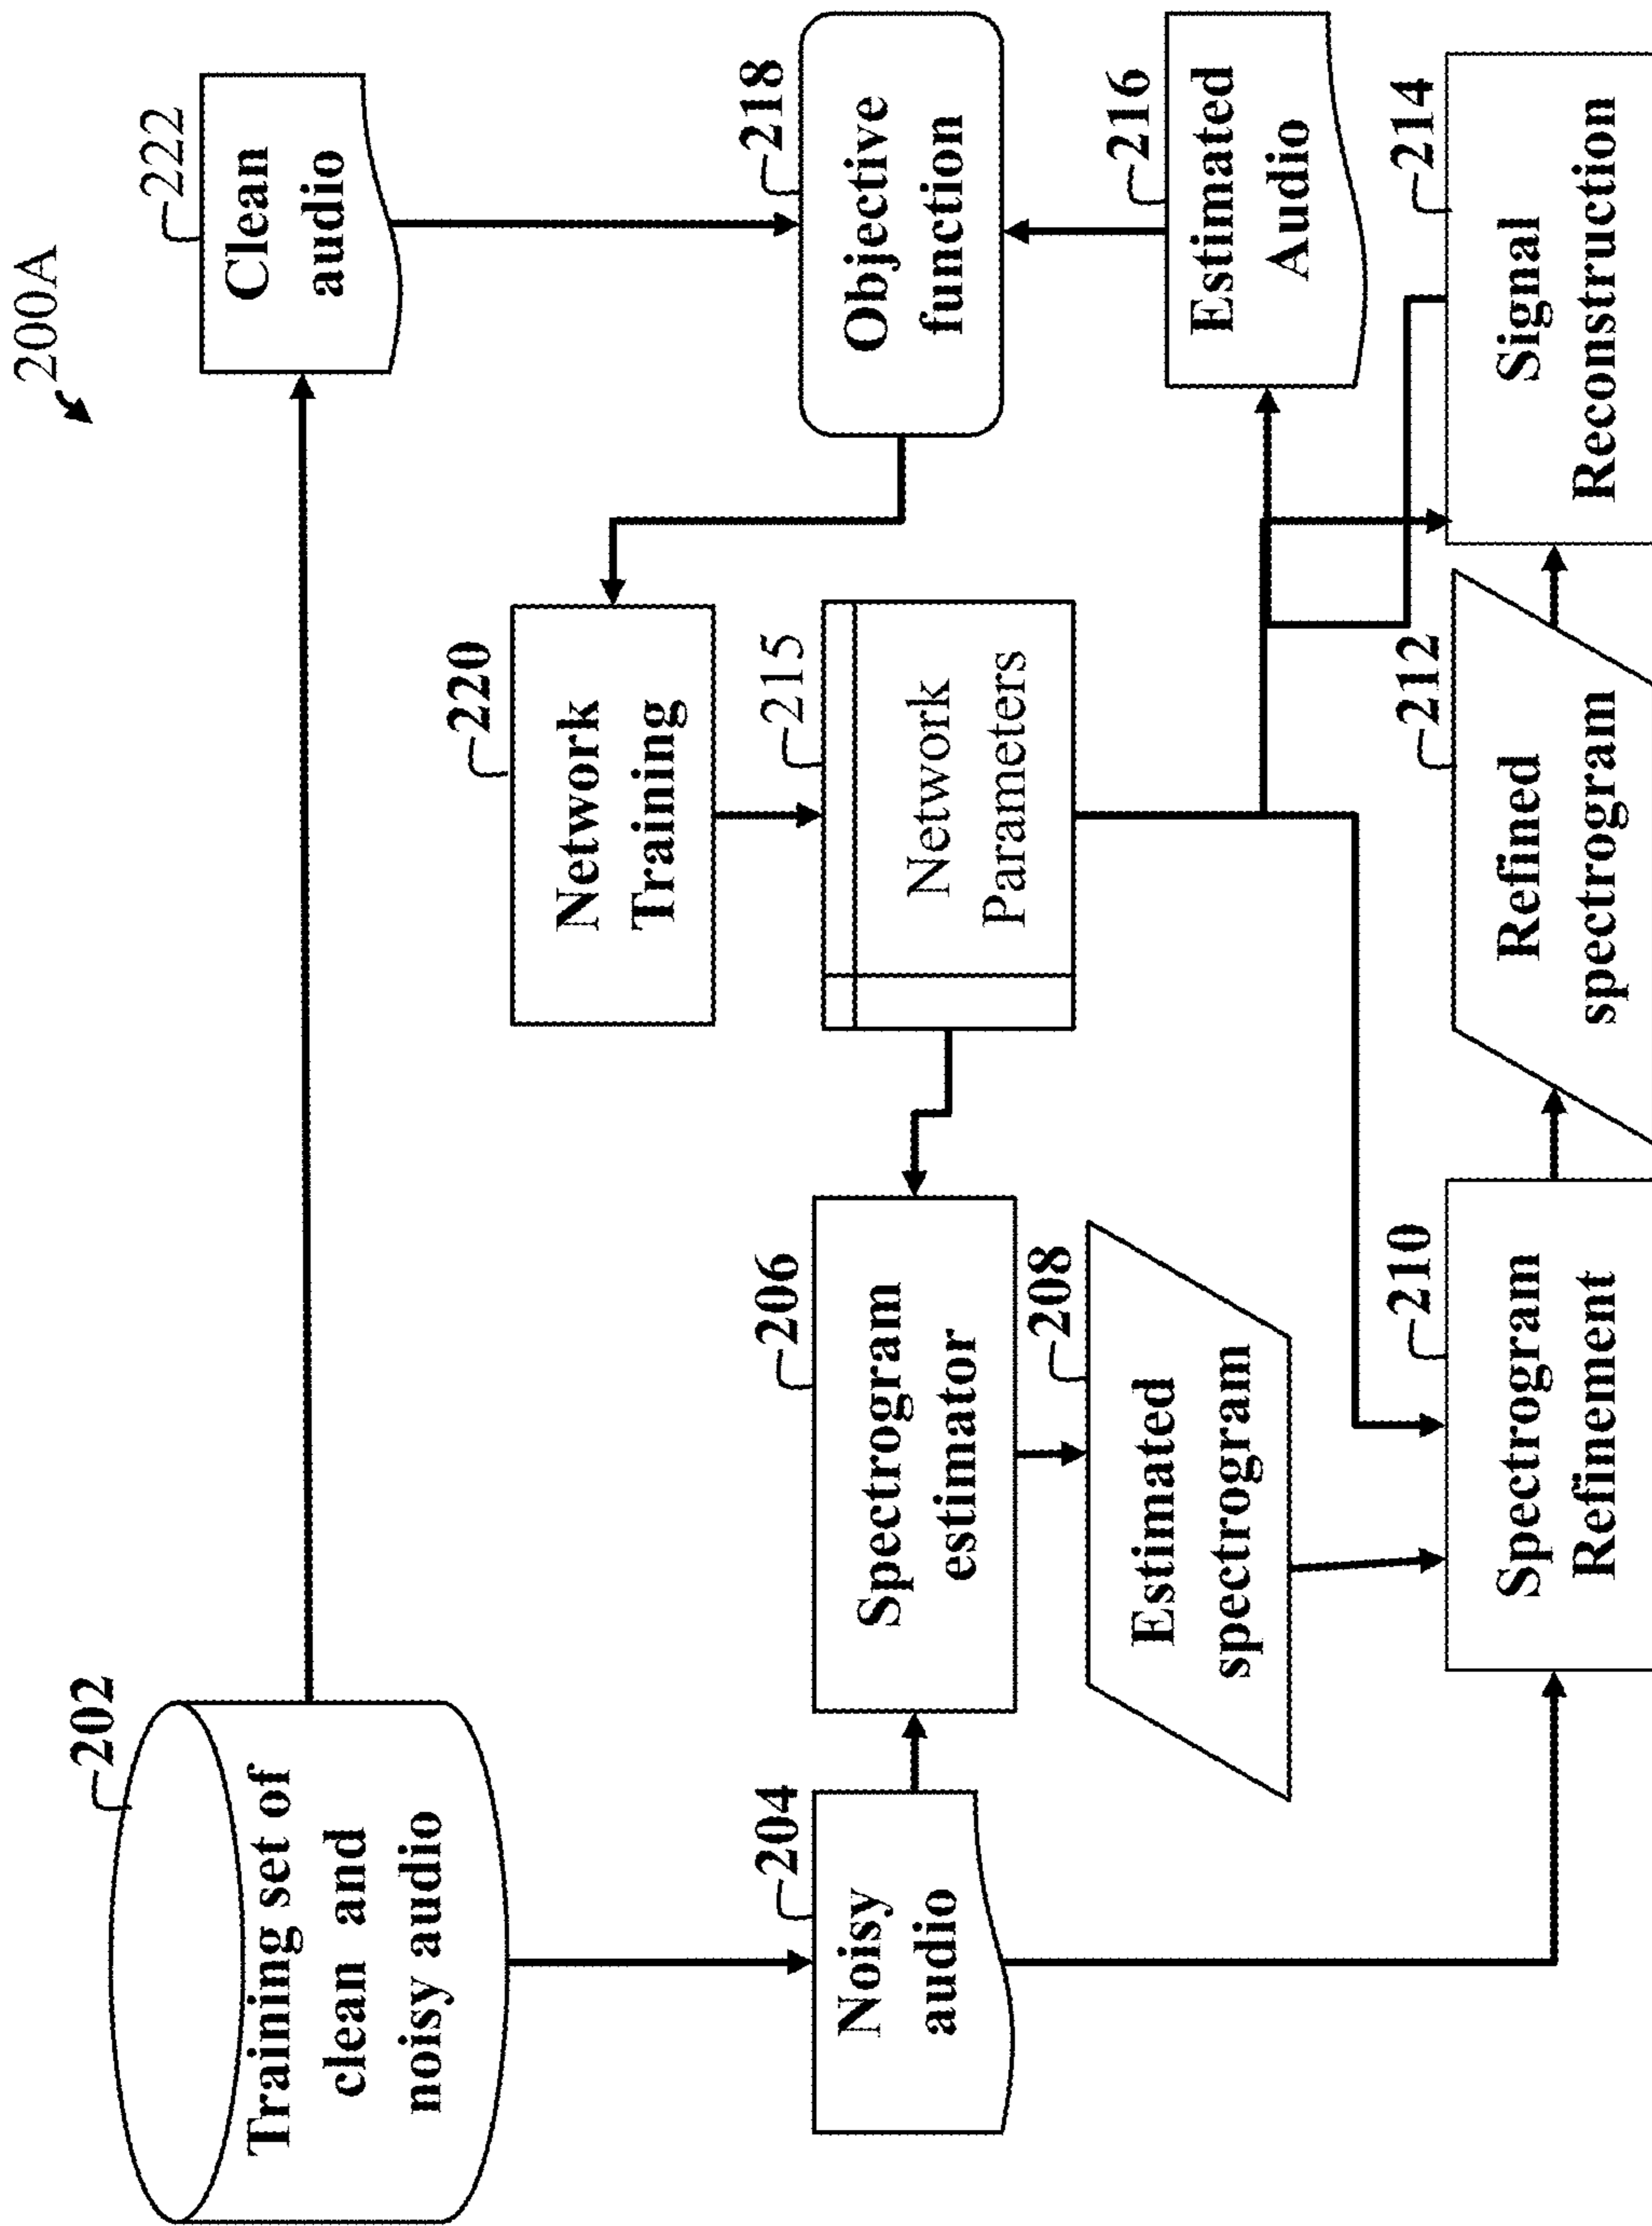 200A
202
Training set of
clean and
noisy audio
222
Clean
audio
220
Network
Training
204
Noisy
audio
206
Spectrogram
estimator
215
Network
Parameters
218
Objective
function
208
Estimated
spectrogram
216
Estimated
Audio
210
Spectrogram
Refinement
212
Refined
spectrogram
214
Signal
Reconstruction